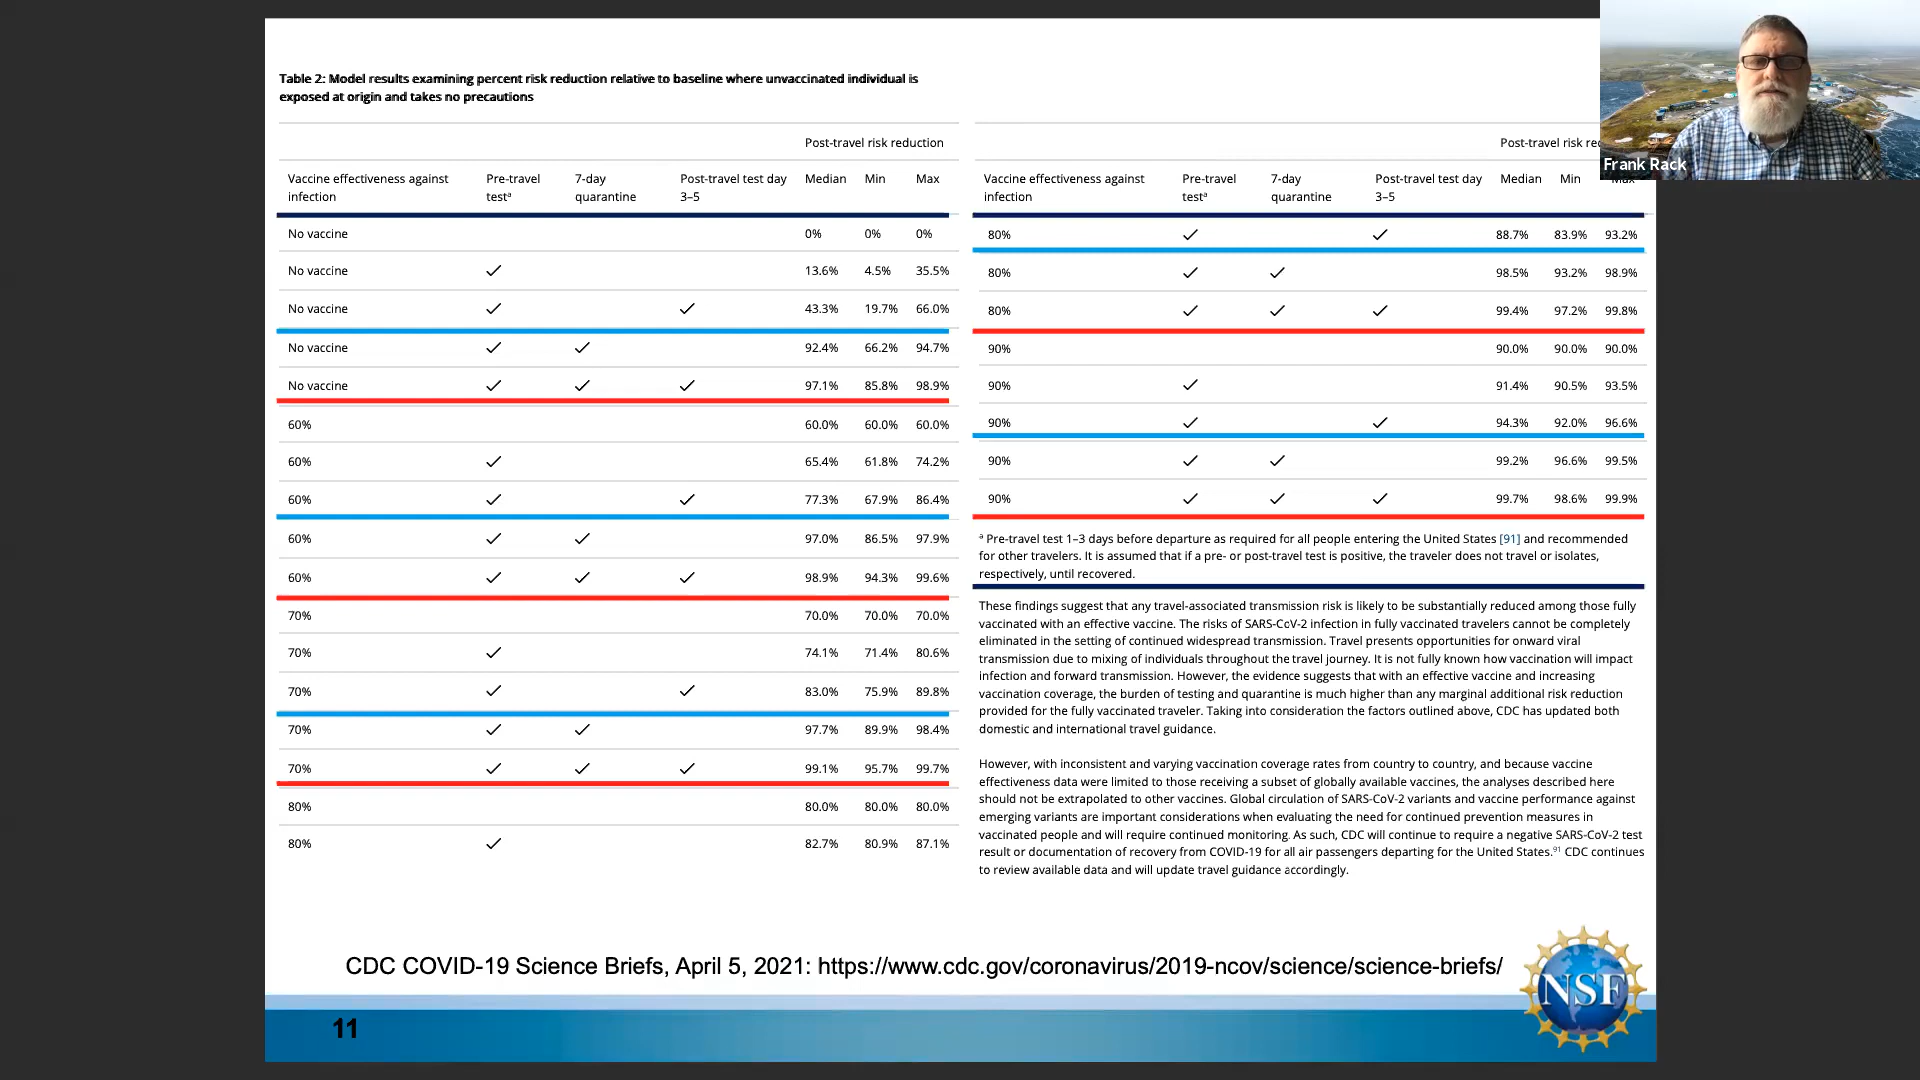 Table 2: Model results examining percent risk reduction relative to baseline where unvaccinated individual is
exposed at origin and takes no precautions
Post-travel risk reduction
Vaccine effectiveness against infection Pre-travel testᵃ 7-day quarantine Post-travel test day 3–5 Median Min Max
No vaccine 0% 0% 0%
No vaccine ✓ 13.6% 4.5% 35.5%
No vaccine ✓ ✓ 43.3% 19.7% 66.0%
No vaccine ✓ ✓ 92.4% 66.2% 94.7%
No vaccine ✓ ✓ ✓ 97.1% 85.8% 98.9%
60% 60.0% 60.0% 60.0%
60% ✓ 65.4% 61.8% 74.2%
60% ✓ ✓ 77.3% 67.9% 86.4%
60% ✓ ✓ 97.0% 86.5% 97.9%
60% ✓ ✓ ✓ 98.9% 94.3% 99.6%
70% 70.0% 70.0% 70.0%
70% ✓ 74.1% 71.4% 80.6%
70% ✓ ✓ 83.0% 75.9% 89.8%
70% ✓ ✓ 97.7% 89.9% 98.4%
70% ✓ ✓ ✓ 99.1% 95.7% 99.7%
80% 80.0% 80.0% 80.0%
80% ✓ 82.7% 80.9% 87.1%
Post-travel risk
Vaccine effectiveness against infection Pre-travel testᵃ 7-day quarantine Post-travel test day 3–5 Median Min Max
80% ✓ ✓ 88.7% 83.9% 93.2%
80% ✓ ✓ 98.5% 93.2% 98.9%
80% ✓ ✓ ✓ 99.4% 97.2% 99.8%
90% 90.0% 90.0% 90.0%
90% ✓ 91.4% 90.5% 93.5%
90% ✓ ✓ 94.3% 92.0% 96.6%
90% ✓ ✓ 99.2% 96.6% 99.5%
90% ✓ ✓ ✓ 99.7% 98.6% 99.9%
ᵃ Pre-travel test 1–3 days before departure as required for all people entering the United States [91] and recommended
for other travelers. It is assumed that if a pre- or post-travel test is positive, the traveler does not travel or isolates,
respectively, until recovered.
These findings suggest that any travel-associated transmission risk is likely to be substantially reduced among those fully
vaccinated with an effective vaccine. The risks of SARS-CoV-2 infection in fully vaccinated travelers cannot be completely
eliminated in the setting of continued widespread transmission. Travel presents opportunities for onward viral
transmission due to mixing of individuals throughout the travel journey. It is not fully known how vaccination will impact
infection and forward transmission. However, the evidence suggests that with an effective vaccine and increasing
vaccination coverage, the burden of testing and quarantine is much higher than any marginal additional risk reduction
provided for the fully vaccinated traveler. Taking into consideration the factors outlined above, CDC has updated both
domestic and international travel guidance.
However, with inconsistent and varying vaccination coverage rates from country to country, and because vaccine
effectiveness data were limited to those receiving a subset of globally available vaccines, the analyses described here
should not be extrapolated to other vaccines. Global circulation of SARS-CoV-2 variants and vaccine performance against
emerging variants are important considerations when evaluating the need for continued prevention measures in
vaccinated people and will require continued monitoring. As such, CDC will continue to require a negative SARS-CoV-2 test
result or documentation of recovery from COVID-19 for all air passengers departing for the United States.⁹¹ CDC continues
to review available data and will update travel guidance accordingly.
CDC COVID-19 Science Briefs, April 5, 2021: https://www.cdc.gov/coronavirus/2019-ncov/science/science-briefs/
NSF
11
Frank Rack